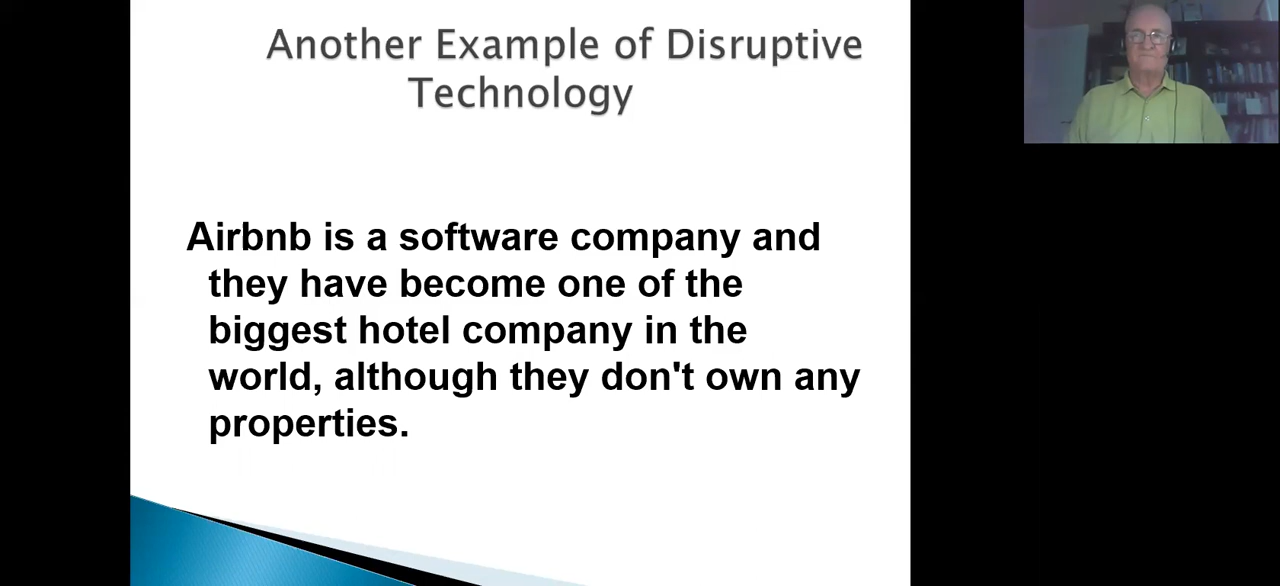 Another Example of Disruptive
Technology
Airbnb is a software company and
they have become one of the
biggest hotel company in the
world, although they don't own any
properties.